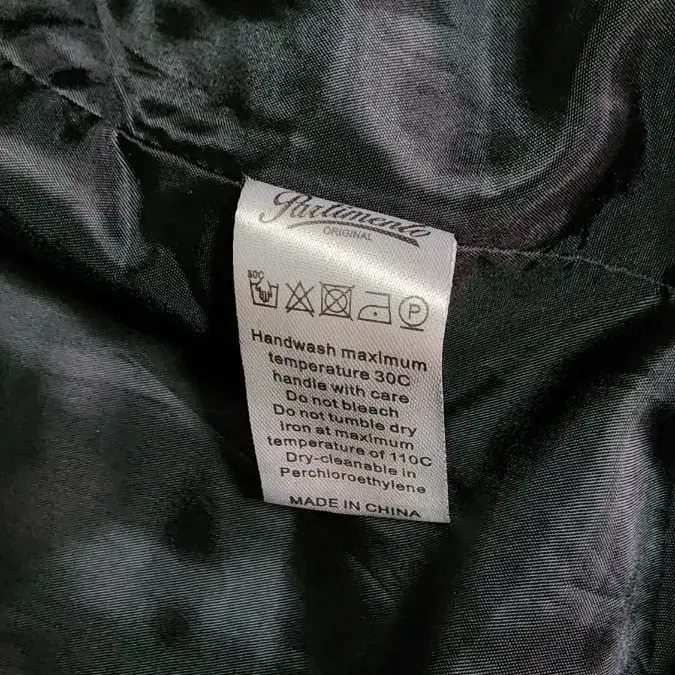 Partimento
ORIGINAL
30C
P
Handwash maximum
temperature 30C
handle with care
Do not bleach
Do not tumble dry
Iron at maximum
temperature of 110C
Dry-cleanable in
Perchloroethylene
MADE IN CHINA